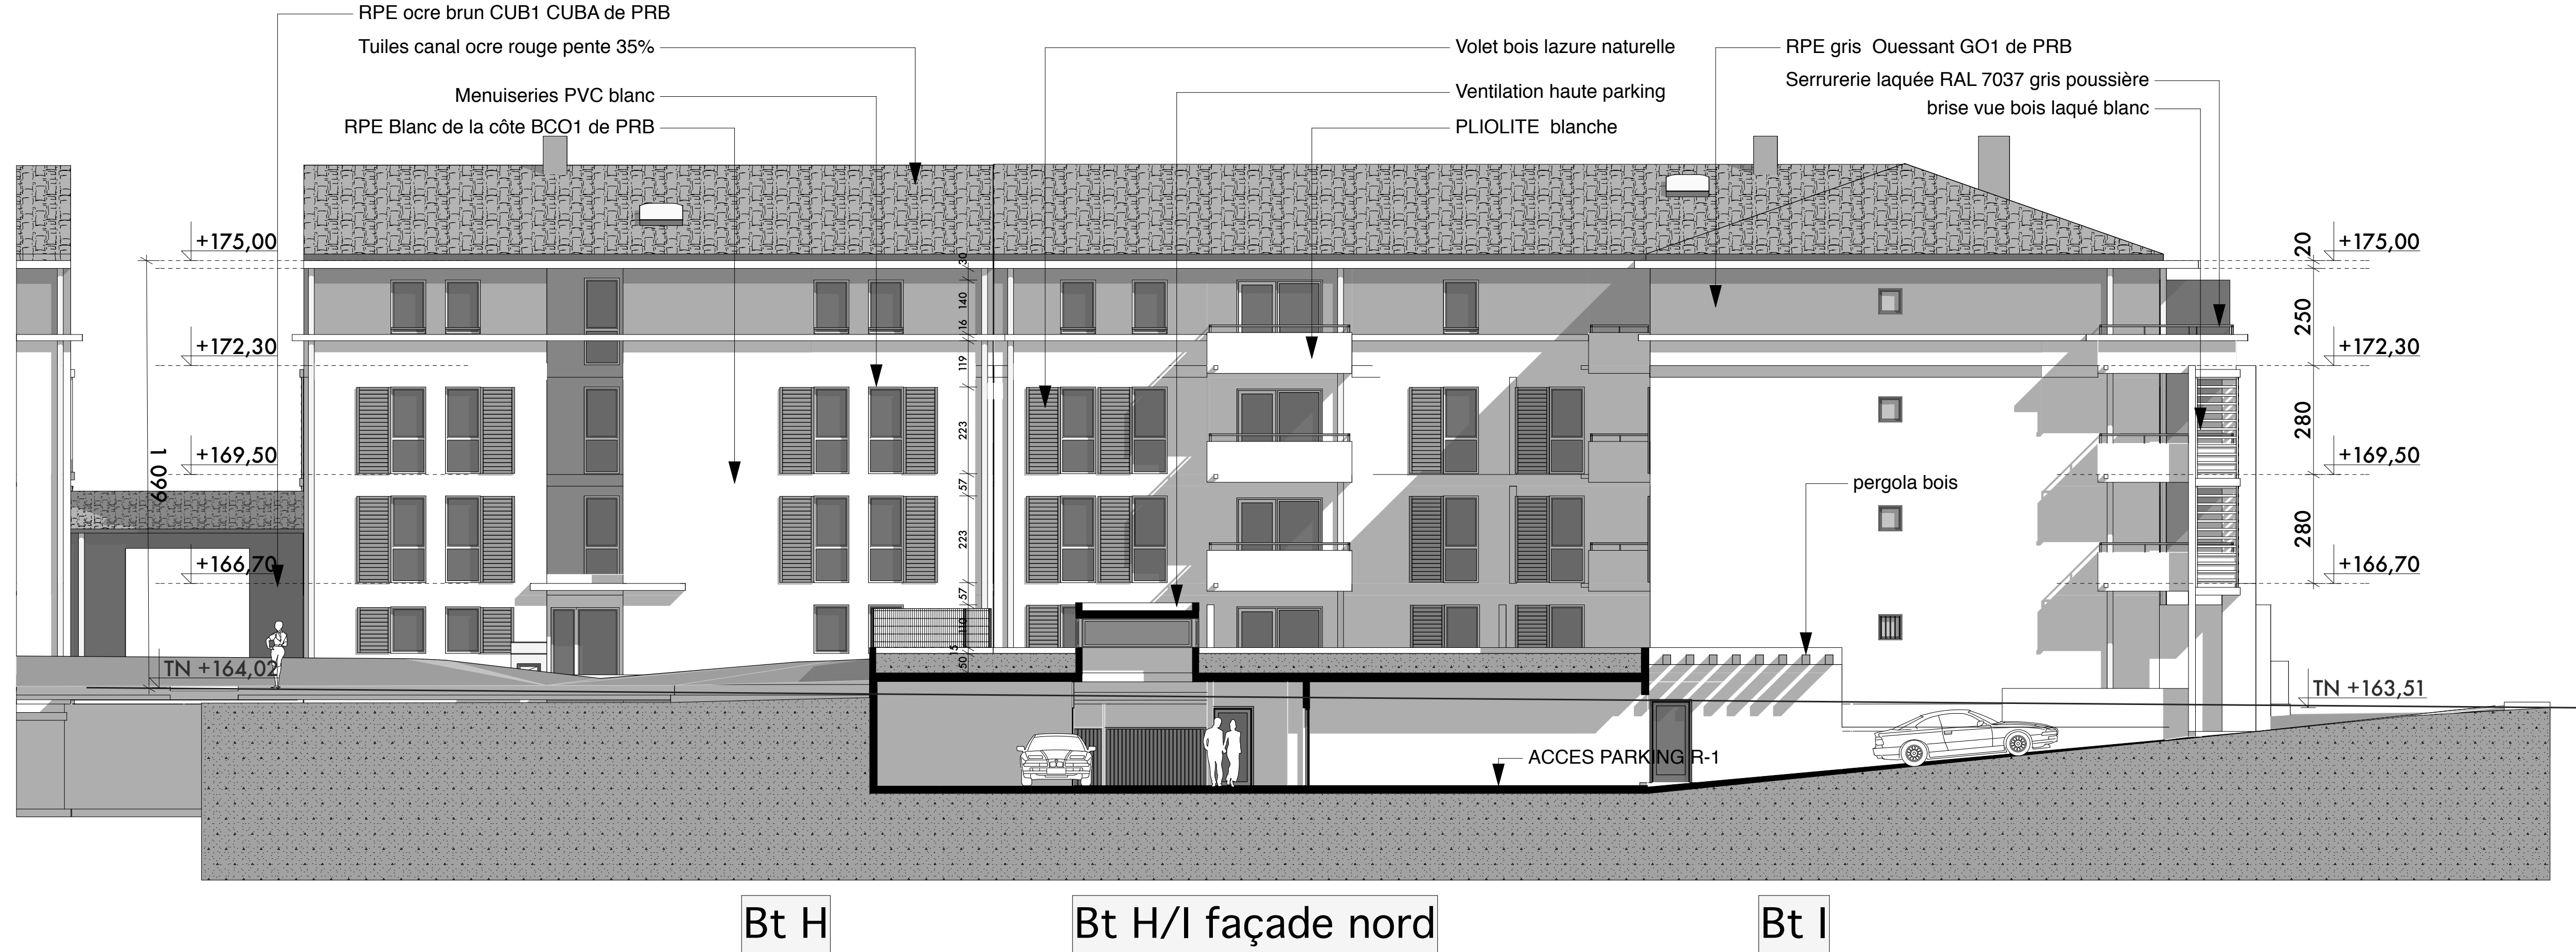 RPE ocre brun CUB1 CUBA de PRB
Tuiles canal ocre rouge pente 35%
Menuiseries PVC blanc
RPE Blanc de la côte BCO1 de PRB
Volet bois lazure naturelle
Ventilation haute parking
PLIOLITE blanche
RPE gris Ouessant GO1 de PRB
Serrurerie laquée RAL 7037 gris poussière
brise vue bois laqué blanc
+175,00
+172,30
+169,50
+166,70
TN +164,02
1 099
30
140
16
119
223
57
223
57
110
15
50
20
250
280
280
+175,00
+172,30
+169,50
+166,70
TN +163,51
pergola bois
ACCES PARKING R-1
Bt H
Bt H/I façade nord
Bt I